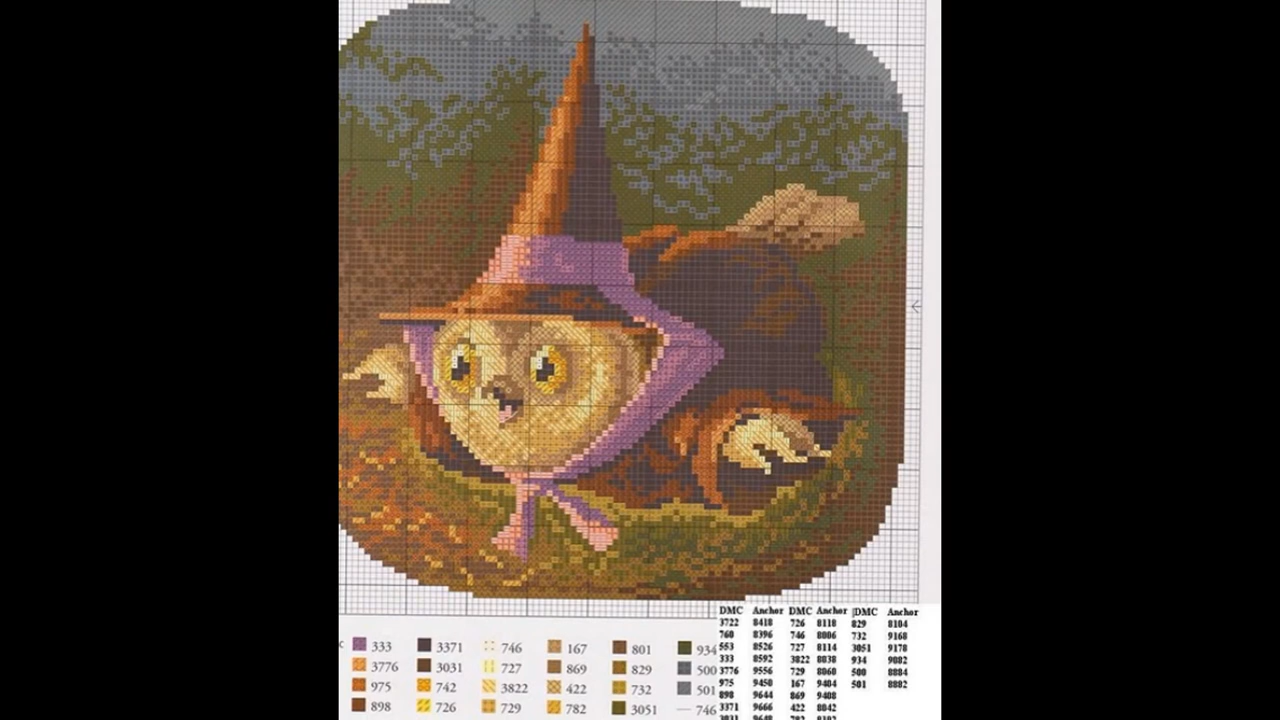 DMC Anchor DMC Anchor |DMC Anchor
3722 8418 726 8118 829 8104
760 8396 746 8006 732 9168
553 8526 727 8114 3051 9178
333 8592 3822 8038 934 9082
3776 9556 729 8060 500 8884
975 9450 167 9404 501 8882
898 9644 869 9408
3371 9666 422 8042
333 3371 746 167 801 934
3776 3031 727 869 829 500
975 742 3822 422 732 501
898 726 729 782 3051 746